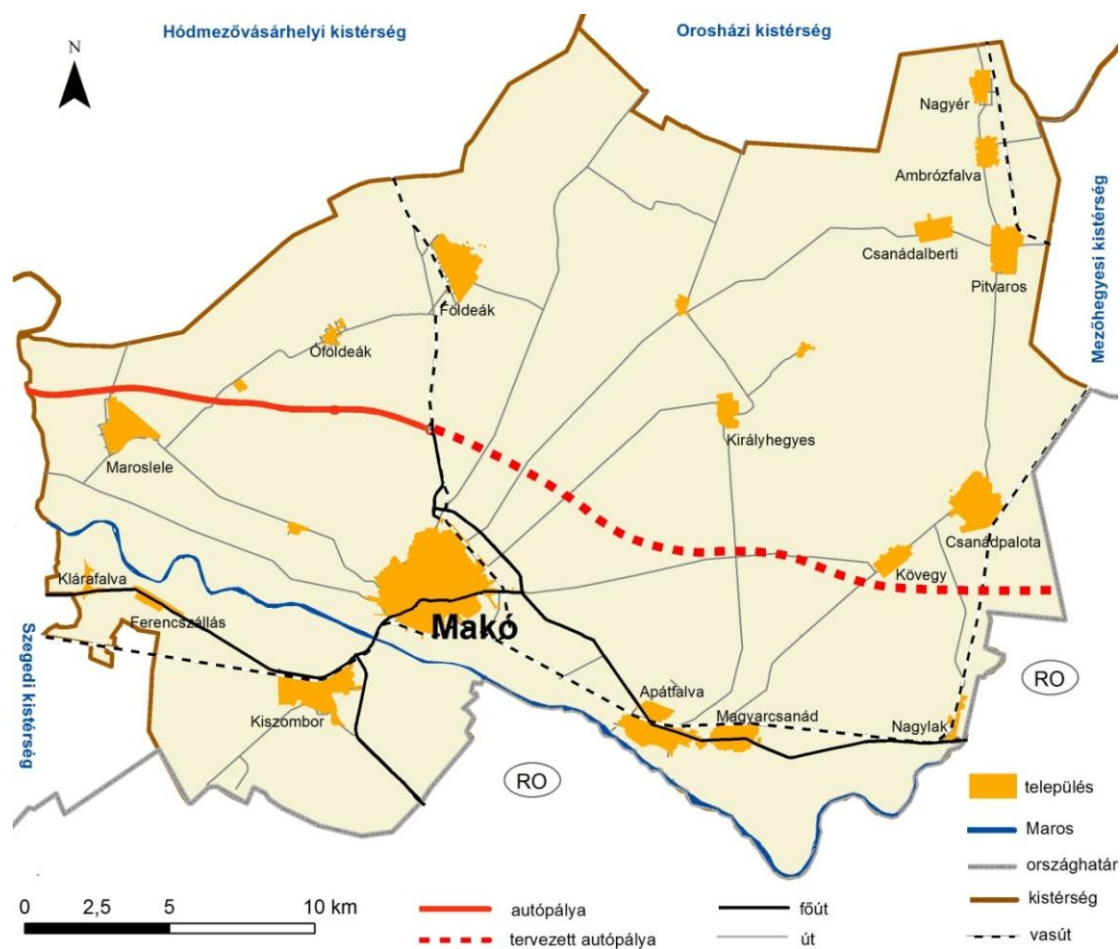 Hódmezővásárhelyi kistérség
Orosházi kistérség
N
Nagyér
Ambrózfalva
Mezőhegyesi kistérség
Csanádalberti
Pitvaros
Földeák
Óföldeák
Királyhegyes
Maroslele
Csanádpalota
Kövegy
Klárafalva
Ferencszállás
Makó
Szegedi kistérség
RO
Apátfalva
Kiszombor
Magyarcsanád
Nagylak
RO
település
Maros
országhatár
kistérség
vasút
0 2,5 5 10 km
autópálya
tervezett autópálya
főút
út